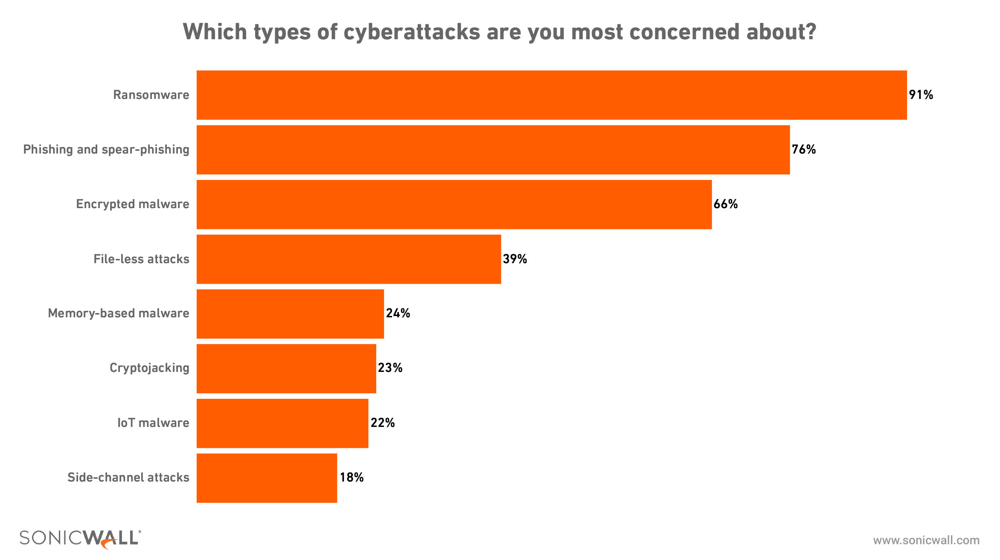 Which types of cyberattacks are you most concerned about?
Ransomware 91%
Phishing and spear-phishing 76%
Encrypted malware 66%
File-less attacks 39%
Memory-based malware 24%
Cryptojacking 23%
IoT malware 22%
Side-channel attacks 18%
SONICWALL®
www.sonicwall.com